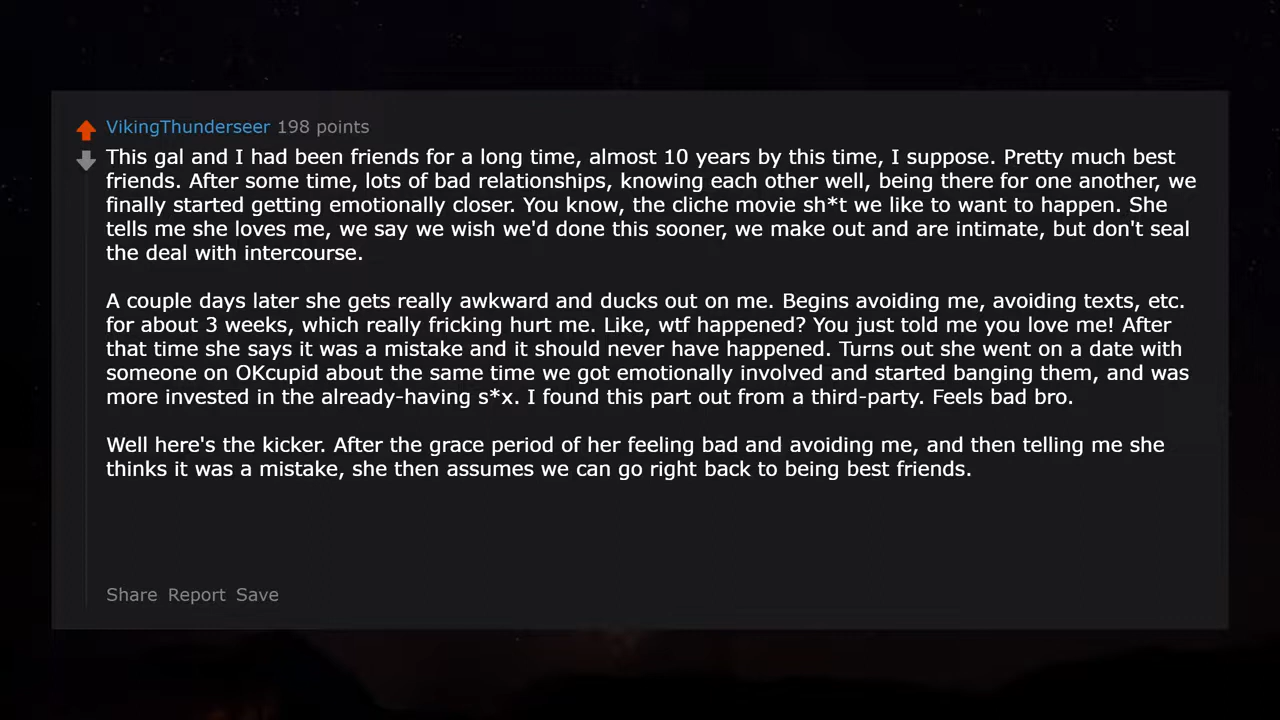 VikingThunderseer 198 points
This gal and I had been friends for a long time, almost 10 years by this time, I suppose. Pretty much best
friends. After some time, lots of bad relationships, knowing each other well, being there for one another, we
finally started getting emotionally closer. You know, the cliche movie sh*t we like to want to happen. She
tells me she loves me, we say we wish we'd done this sooner, we make out and are intimate, but don't seal
the deal with intercourse.
A couple days later she gets really awkward and ducks out on me. Begins avoiding me, avoiding texts, etc.
for about 3 weeks, which really fricking hurt me. Like, wtf happened? You just told me you love me! After
that time she says it was a mistake and it should never have happened. Turns out she went on a date with
someone on OKcupid about the same time we got emotionally involved and started banging them, and was
more invested in the already-having s*x. I found this part out from a third-party. Feels bad bro.
Well here's the kicker. After the grace period of her feeling bad and avoiding me, and then telling me she
thinks it was a mistake, she then assumes we can go right back to being best friends.
Share Report Save